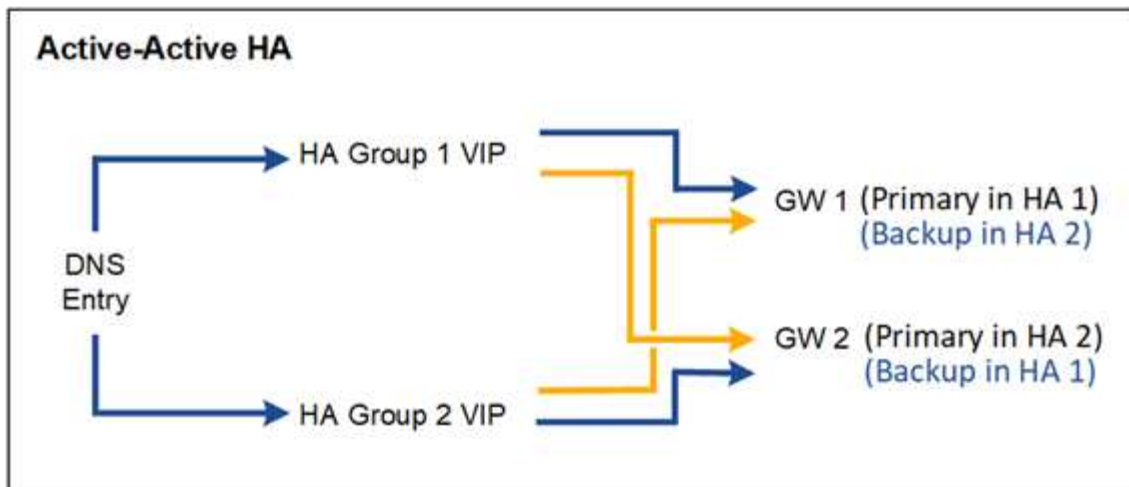 Active-Active HA
HA Group 1 VIP
GW 1 (Primary in HA 1)
(Backup in HA 2)
DNS
Entry
GW 2 (Primary in HA 2)
(Backup in HA 1)
HA Group 2 VIP